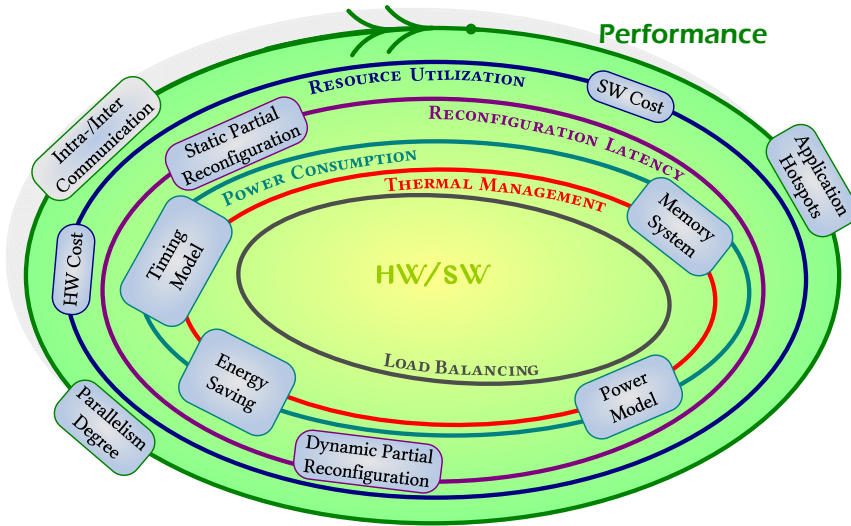 Performance
Resource Utilization
SW Cost
Intra-/Inter
Communication
Static Partial
Reconfiguration
Reconfiguration Latency
Application
Hotspots
Power Consumption
Thermal Management
Timing
Model
Memory
System
HW Cost
HW/SW
Load Balancing
Energy
Saving
Power
Model
Parallelism
Degree
Dynamic Partial
Reconfiguration